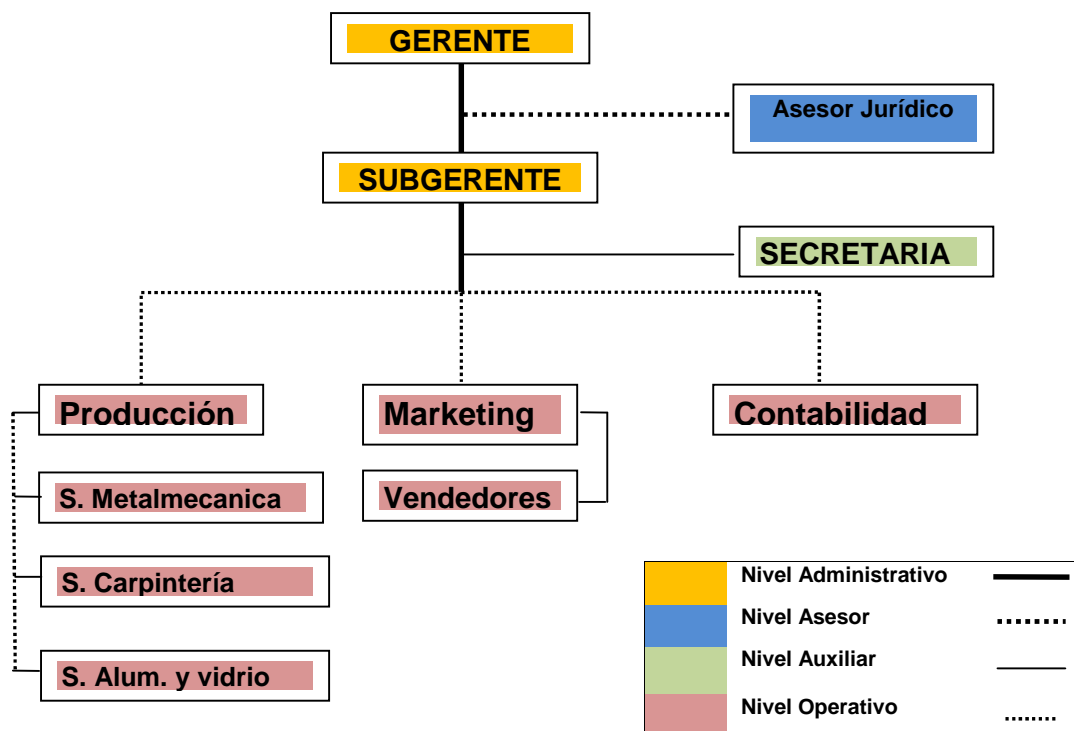 GERENTE
Asesor Jurídico
SUBGERENTE
SECRETARIA
Producción
Marketing
Contabilidad
S. Metalmecanica
Vendedores
S. Carpintería
S. Alum. y vidrio
Nivel Administrativo
Nivel Asesor
Nivel Auxiliar
Nivel Operativo